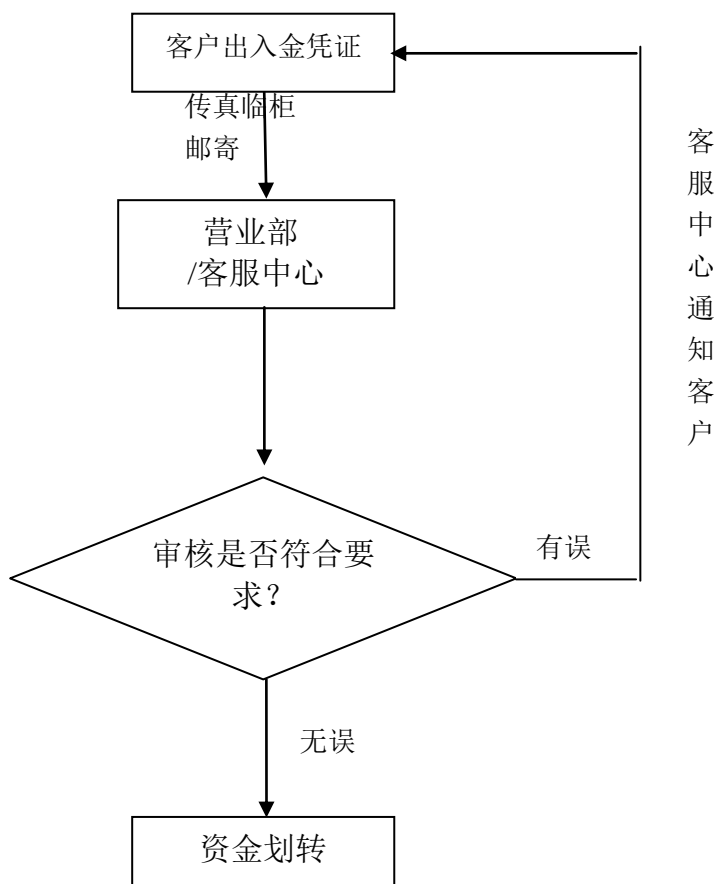 客户出入金凭证
传真临柜
邮寄
营业部
/客服中心
审核是否符合要
求?
有误
无误
资金划转
客
服
中
心
通
知
客
户